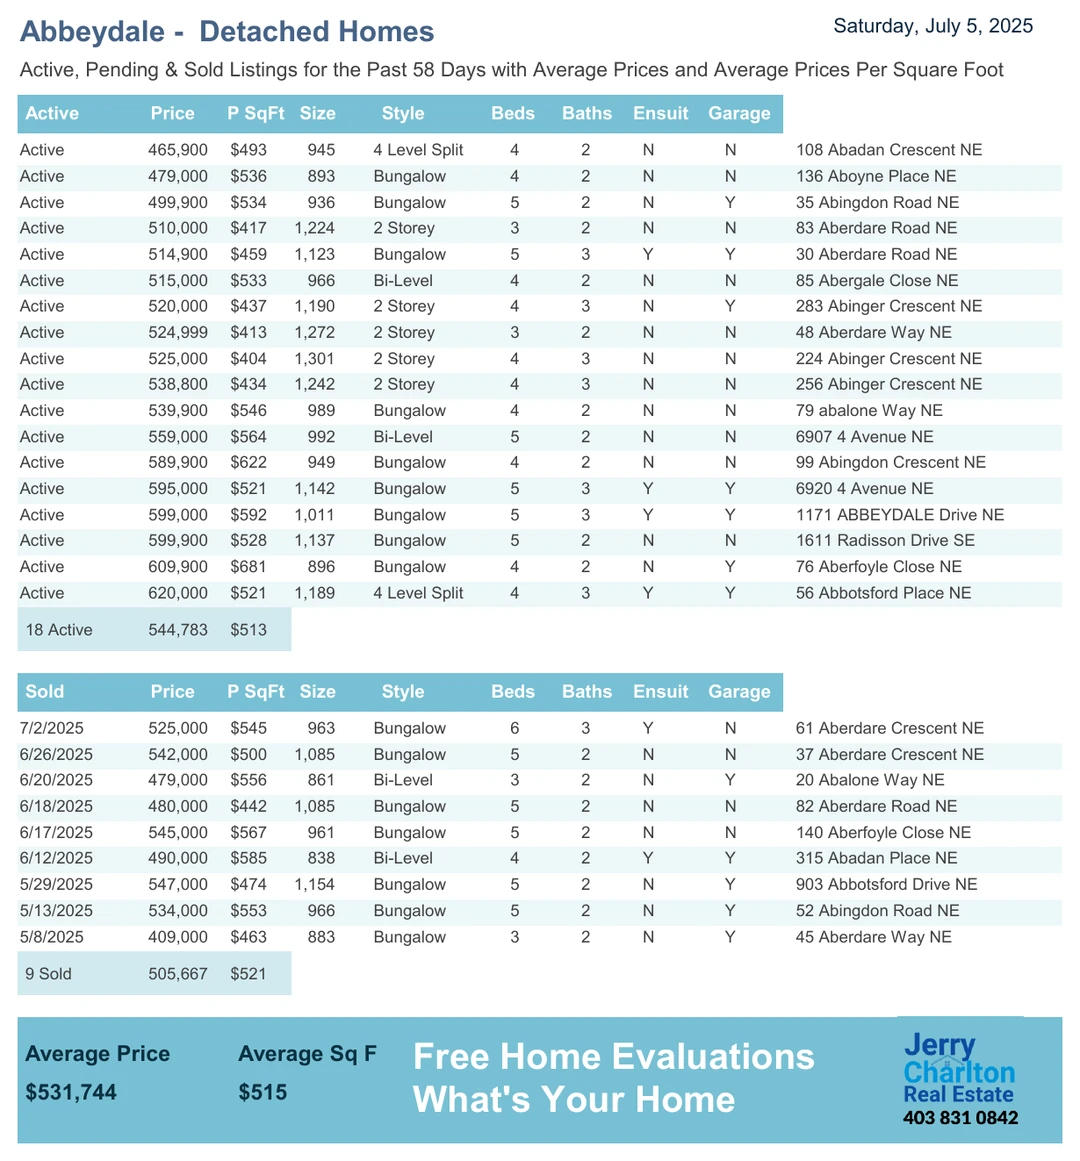 Abbeydale -  Detached Homes
Saturday, July 5, 2025
Active, Pending & Sold Listings for the Past 58 Days with Average Prices and Average Prices Per Square Foot
Active Price P SqFt Size Style Beds Baths Ensuit Garage
Active 465,900 $493 945 4 Level Split 4 2 N N 108 Abadan Crescent NE
Active 479,000 $536 893 Bungalow 4 2 N N 136 Aboyne Place NE
Active 499,900 $534 936 Bungalow 5 2 N Y 35 Abingdon Road NE
Active 510,000 $417 1,224 2 Storey 3 2 N N 83 Aberdare Road NE
Active 514,900 $459 1,123 Bungalow 5 3 Y Y 30 Aberdare Road NE
Active 515,000 $533 966 Bi-Level 4 2 N N 85 Abergale Close NE
Active 520,000 $437 1,190 2 Storey 4 3 N Y 283 Abinger Crescent NE
Active 524,999 $413 1,272 2 Storey 3 2 N N 48 Aberdare Way NE
Active 525,000 $404 1,301 2 Storey 4 3 N N 224 Abinger Crescent NE
Active 538,800 $434 1,242 2 Storey 4 3 N N 256 Abinger Crescent NE
Active 539,900 $546 989 Bungalow 4 2 N N 79 abalone Way NE
Active 559,000 $564 992 Bi-Level 5 2 N N 6907 4 Avenue NE
Active 589,900 $622 949 Bungalow 4 2 N N 99 Abingdon Crescent NE
Active 595,000 $521 1,142 Bungalow 5 3 Y Y 6920 4 Avenue NE
Active 599,000 $592 1,011 Bungalow 5 3 Y Y 1171 ABBEYDALE Drive NE
Active 599,900 $528 1,137 Bungalow 5 2 N N 1611 Radisson Drive SE
Active 609,900 $681 896 Bungalow 4 2 N Y 76 Aberfoyle Close NE
Active 620,000 $521 1,189 4 Level Split 4 3 Y Y 56 Abbotsford Place NE
18 Active 544,783 $513
Sold Price P SqFt Size Style Beds Baths Ensuit Garage
7/2/2025 525,000 $545 963 Bungalow 6 3 Y N 61 Aberdare Crescent NE
6/26/2025 542,000 $500 1,085 Bungalow 5 2 N N 37 Aberdare Crescent NE
6/20/2025 479,000 $556 861 Bi-Level 3 2 N Y 20 Abalone Way NE
6/18/2025 480,000 $442 1,085 Bungalow 5 2 N N 82 Aberdare Road NE
6/17/2025 545,000 $567 961 Bungalow 5 2 N N 140 Aberfoyle Close NE
6/12/2025 490,000 $585 838 Bi-Level 4 2 Y Y 315 Abadan Place NE
5/29/2025 547,000 $474 1,154 Bungalow 5 2 N Y 903 Abbotsford Drive NE
5/13/2025 534,000 $553 966 Bungalow 5 2 N Y 52 Abingdon Road NE
5/8/2025 409,000 $463 883 Bungalow 3 2 N Y 45 Aberdare Way NE
9 Sold 505,667 $521
Average Price Average Sq F
$531,744 $515
Free Home Evaluations
What's Your Home
Jerry
Charlton
Real Estate
403 831 0842